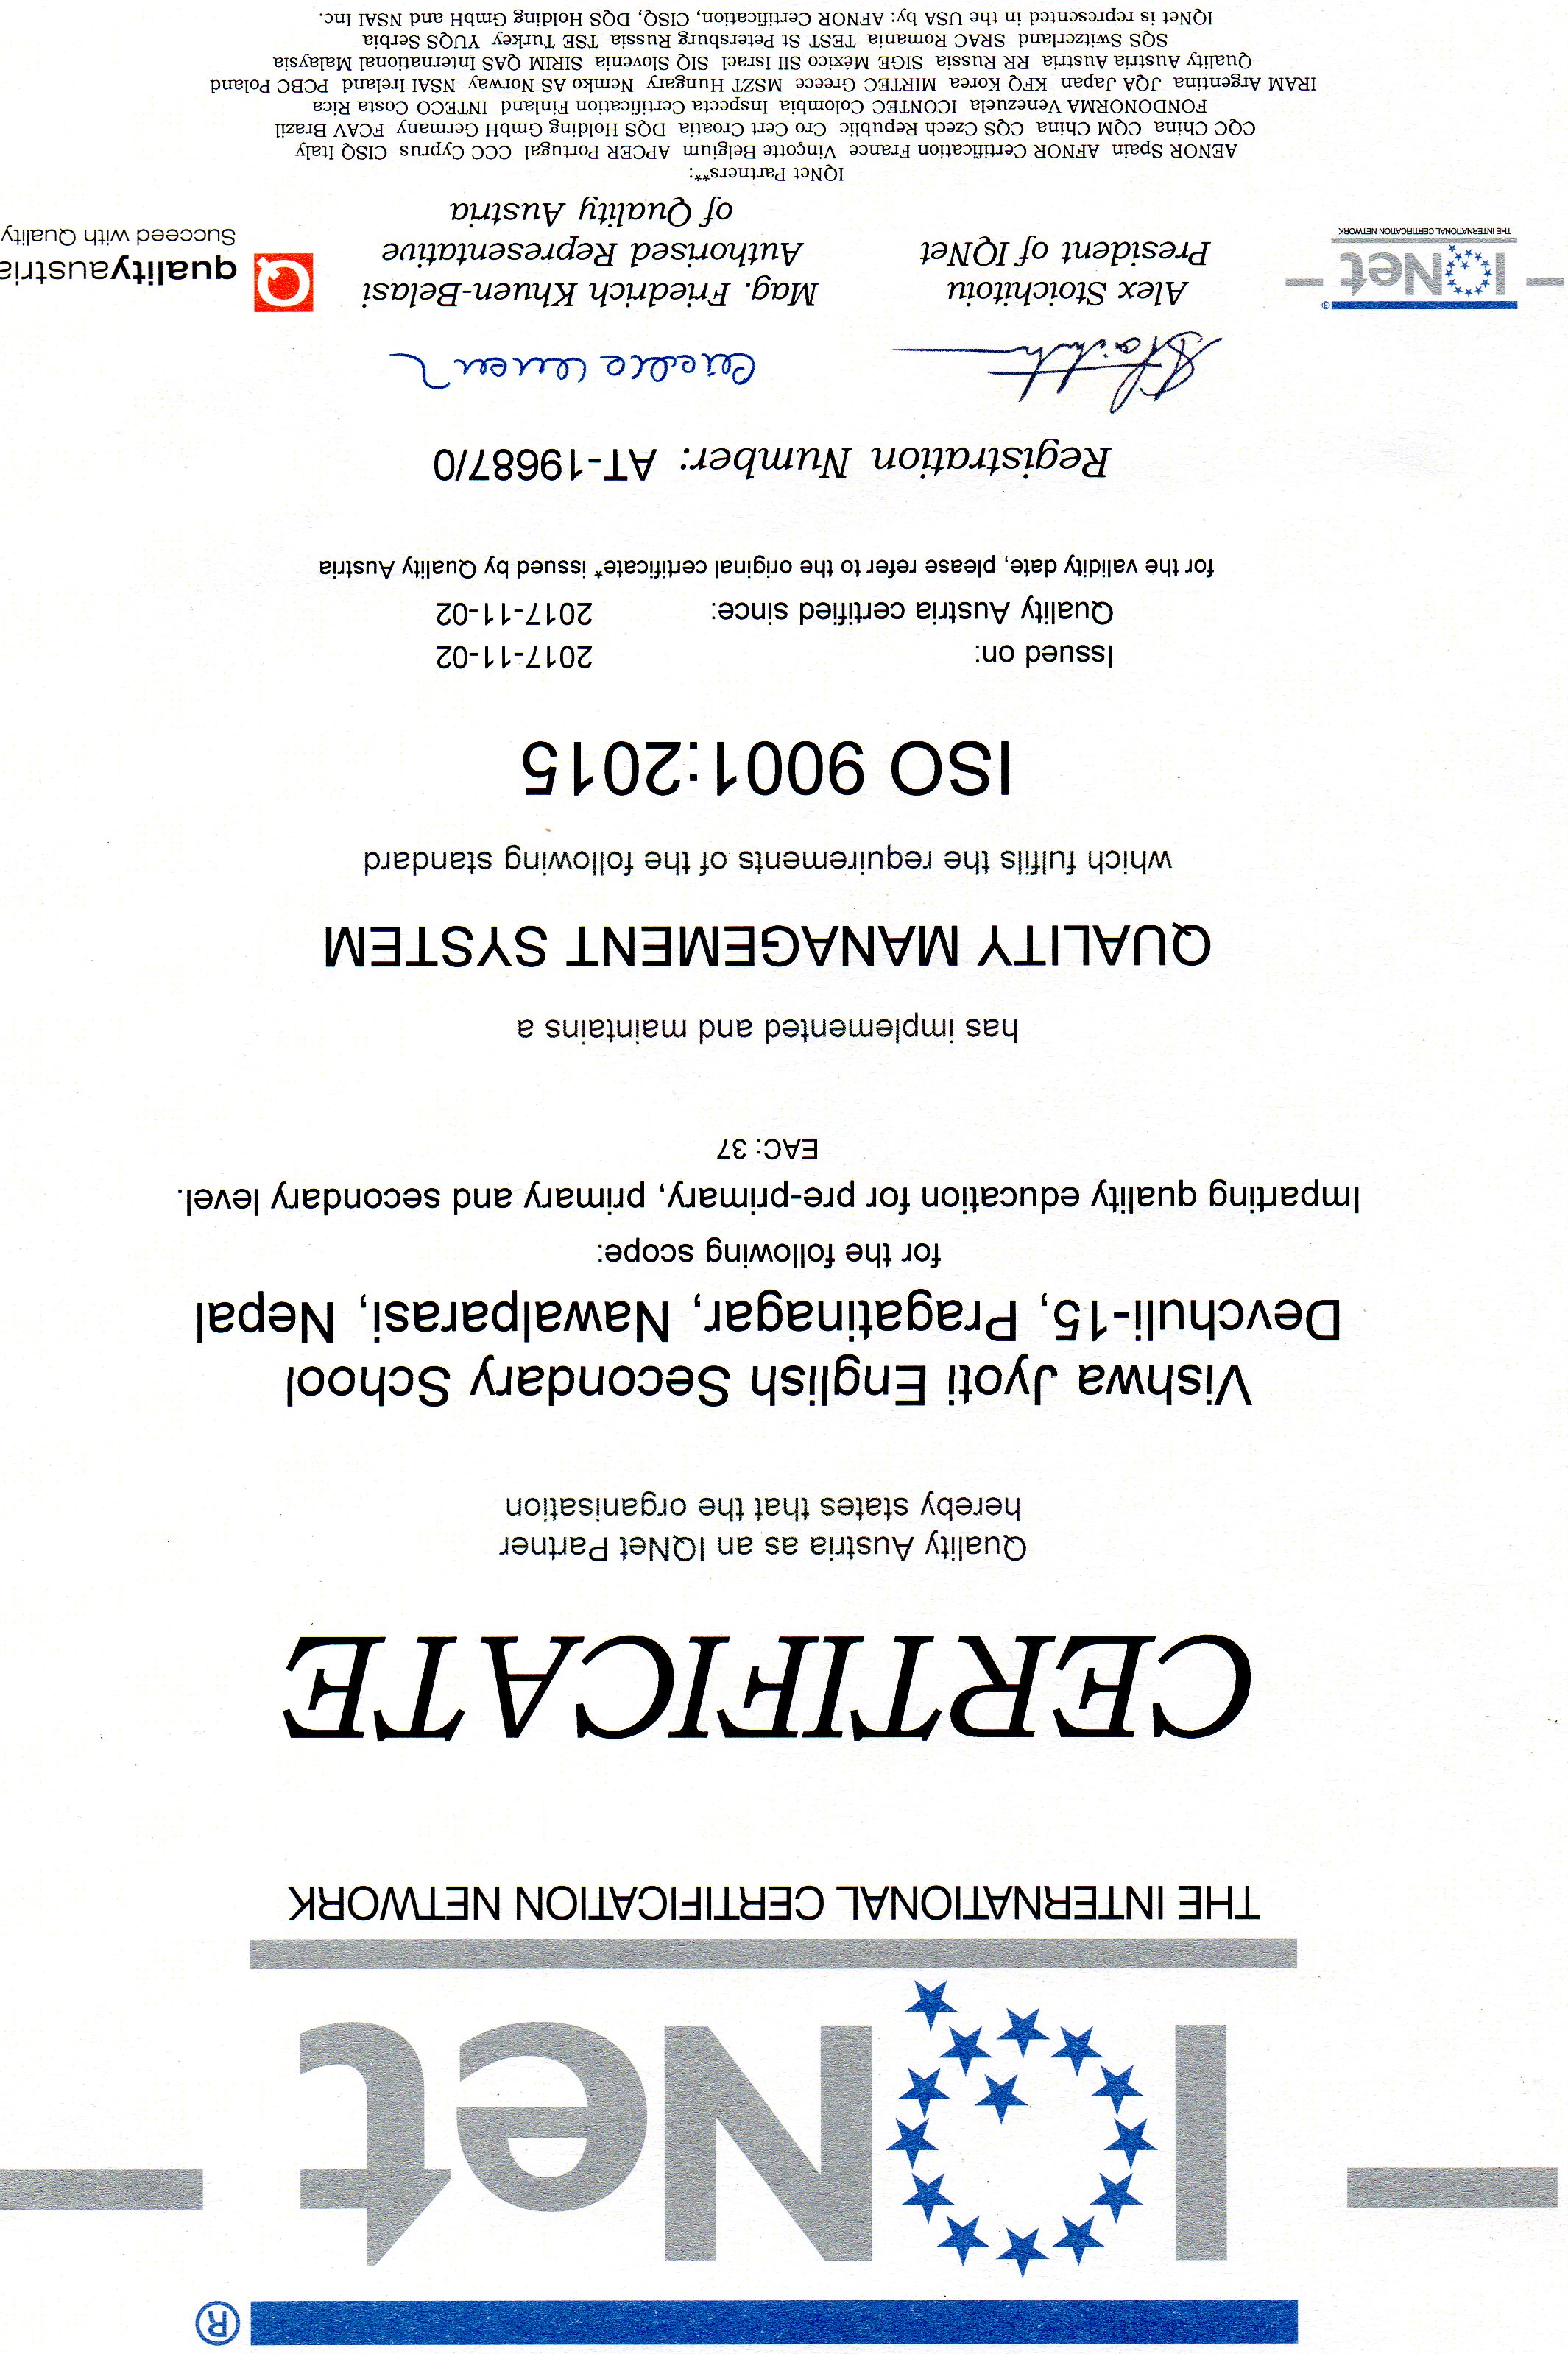 ®
IQNet
THE INTERNATIONAL CERTIFICATION NETWORK
CERTIFICATE
Quality Austria as an IQNet Partner
hereby states that the organisation
Vishwa Jyoti English Secondary School
Devchuli-15, Pragatinagar, Nawalparasi, Nepal
for the following scope:
Imparting quality education for pre-primary, primary and secondary level.
EAC: 37
has implemented and maintains a
QUALITY MANAGEMENT SYSTEM
which fulfils the requirements of the following standard
ISO 9001:2015
Issued on: 2017-11-02
Quality Austria certified since: 2017-11-02
for the validity date, please refer to the original certificate* issued by Quality Austria
Registration Number: AT-19687/0
IQNet®
THE INTERNATIONAL CERTIFICATION NETWORK
Alex Stoichitoiu
President of IQNet
Mag. Friedrich Khuen-Belasi
Authorised Representative
of Quality Austria
Q qualityaustria
Succeed with Quality
IQNet Partners**:
AENOR Spain AFNOR Certification France Vinçotte Belgium APCER Portugal CCC Cyprus CISQ Italy
CQC China CQM China CQS Czech Republic Cro Cert Croatia DQS Holding GmbH Germany FCAV Brazil
FONDONORMA Venezuela ICONTEC Colombia Inspecta Certification Finland INTECO Costa Rica
IRAM Argentina JQA Japan KFQ Korea MIRTEC Greece MSZT Hungary Nemko AS Norway NSAI Ireland PCBC Poland
Quality Austria Austria RR Russia SIGE México SII Israel SIQ Slovenia SIRIM QAS International Malaysia
SQS Switzerland SRAC Romania TEST St Petersburg Russia TSE Turkey YUQS Serbia
IQNet is represented in the USA by: AFNOR Certification, CISQ, DQS Holding GmbH and NSAI Inc.